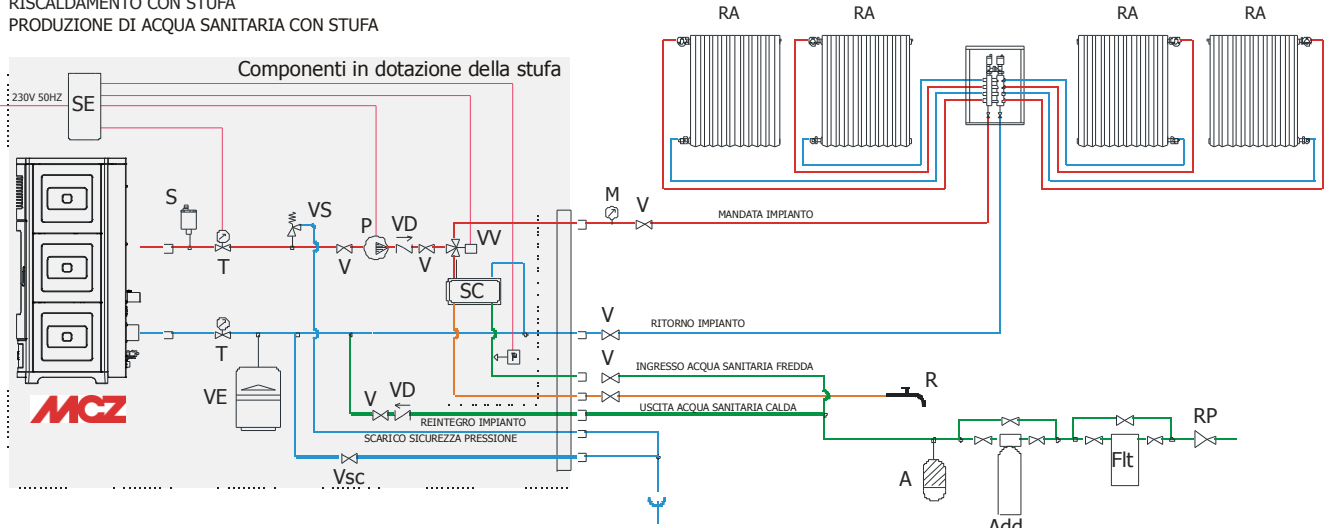 RISCALDAMENTO CON STUFA
PRODUZIONE DI ACQUA SANITARIA CON STUFA
RA
RA
RA
RA
Componenti in dotazione della stufa
230V 50HZ
SE
S
VS
P
VD
VV
M
V
MANDATA IMPIANTO
T
V
V
SC
V
RITORNO IMPIANTO
T
P
V
INGRESSO ACQUA SANITARIA FREDDA
VE
V
VD
R
USCITA ACQUA SANITARIA CALDA
MCZ
REINTEGRO IMPIANTO
RP
SCARICO SICUREZZA PRESSIONE
Vsc
A
Flt
Add